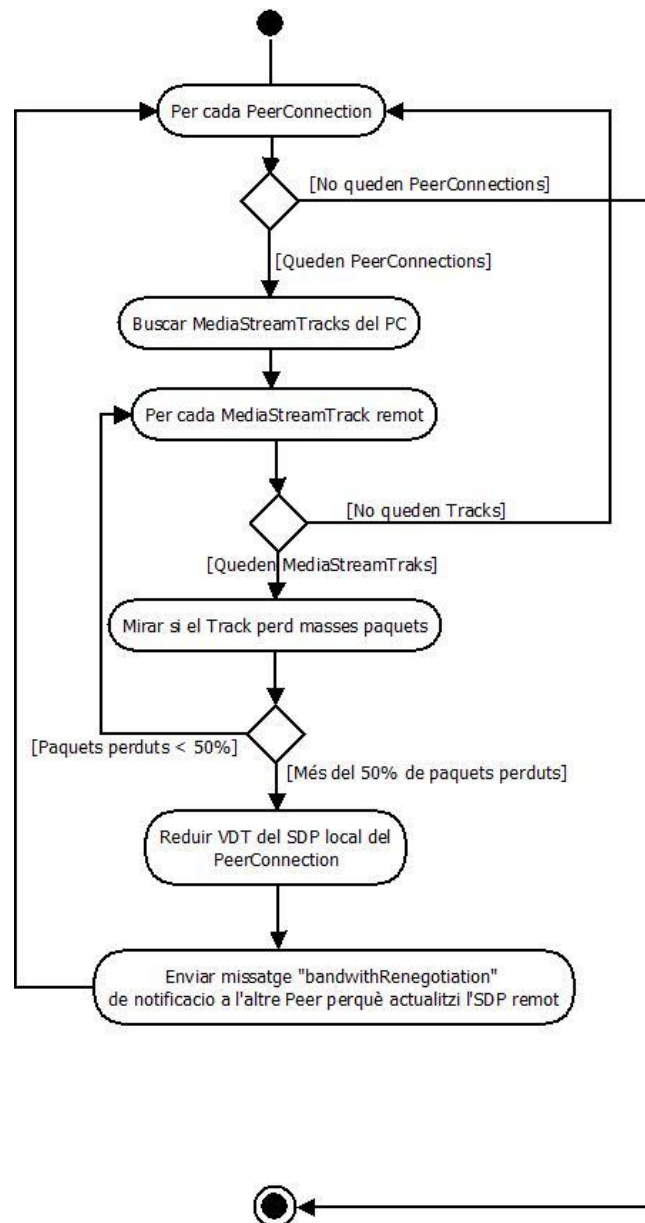 Per cada PeerConnection
[No queden PeerConnections]
[Queden PeerConnections]
Buscar MediaStreamTracks del PC
Per cada MediaStreamTrack remot
[No queden Tracks]
[Queden MediaStreamTraks]
Mirar si el Track perd masses paquets
[Paquets perduts < 50%]
[Més del 50% de paquets perduts]
Reduir VDT del SDP local del
PeerConnection
Enviar missatge "bandwithRenegotiation"
de notificacio a l'altre Peer perquè actualitzi l'SDP remot